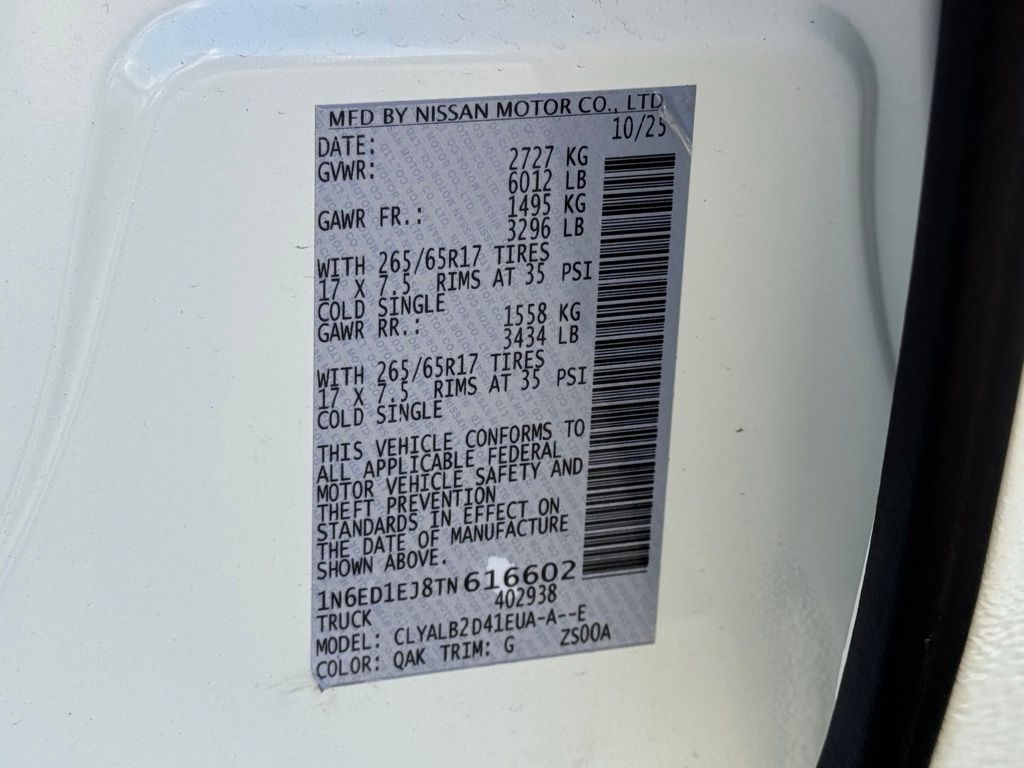 MFD BY NISSAN MOTOR CO., LTD
DATE: 10/25
GVWR: 2727 KG
6012 LB
GAWR FR.: 1495 KG
3296 LB
WITH 265/65R17 TIRES
17 X 7.5 RIMS AT 35 PSI
COLD SINGLE
GAWR RR.: 1558 KG
3434 LB
WITH 265/65R17 TIRES
17 X 7.5 RIMS AT 35 PSI
COLD SINGLE
THIS VEHICLE CONFORMS TO
ALL APPLICABLE FEDERAL
MOTOR VEHICLE SAFETY AND
THEFT PREVENTION
STANDARDS IN EFFECT ON
THE DATE OF MANUFACTURE
SHOWN ABOVE.
1N6ED1EJ8TN616602
402938
TRUCK
MODEL: CLYALB2D41EUA-A--E
COLOR: QAK TRIM: G ZS00A